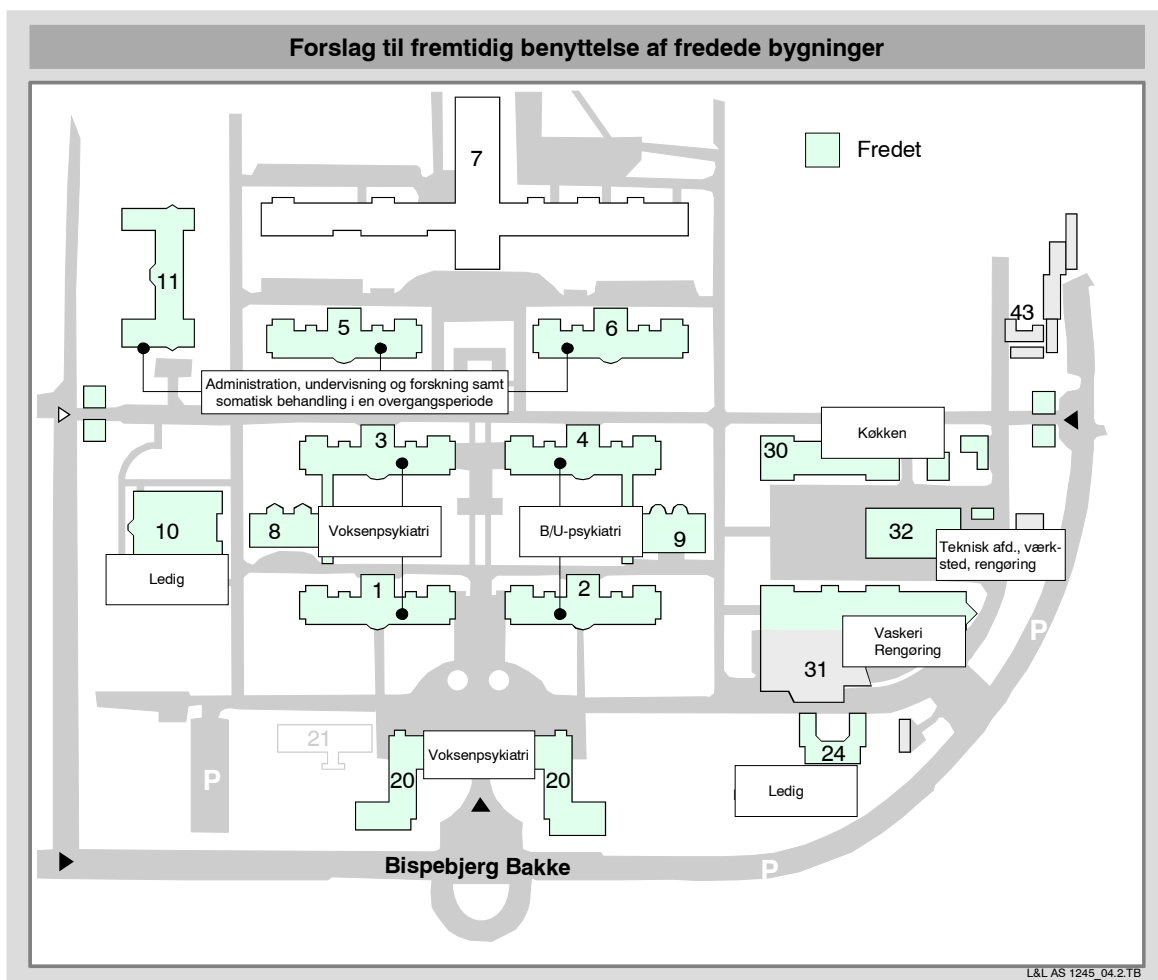 Forslag til fremtidig benyttelse af fredede bygninger
7
Fredet
11
43
5
6
Administration, undervisning og forskning samt
somatisk behandling i en overgangsperiode
3
4
30
Køkken
8
Voksenpsykiatri
B/U-psykiatri
9
10
32
Teknisk afd., værk-
sted, rengøring
Ledig
1
2
Vaskeri
Rengøring
P
31
21
Voksenpsykiatri
24
P
20
20
Ledig
Bispebjerg Bakke
P
L&L AS 1245_04.2.TB